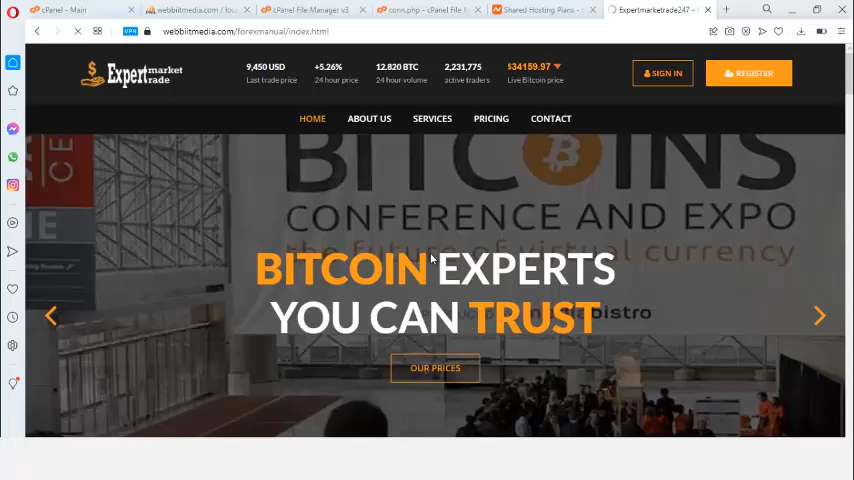 cPanel - Main
webbiitmedia.com / loca
cPanel File Manager v3
conn.php - cPanel File M
Shared Hosting Plans -
Expertmarketrade247 -
VPN
webbiitmedia.com/forexmanual/index.html
Expert market trade
9,450 USD
Last trade price
+5.26%
24 hour price
12.820 BTC
24 hour volume
2,231,775
active traders
$34159.97
Live Bitcoin price
SIGN IN
REGISTER
HOME
ABOUT US
SERVICES
PRICING
CONTACT
BITCOINS
CONFERENCE AND EXPO
the future of virtual currency
BITCOIN EXPERTS
YOU CAN TRUST
mediabistro
OUR PRICES